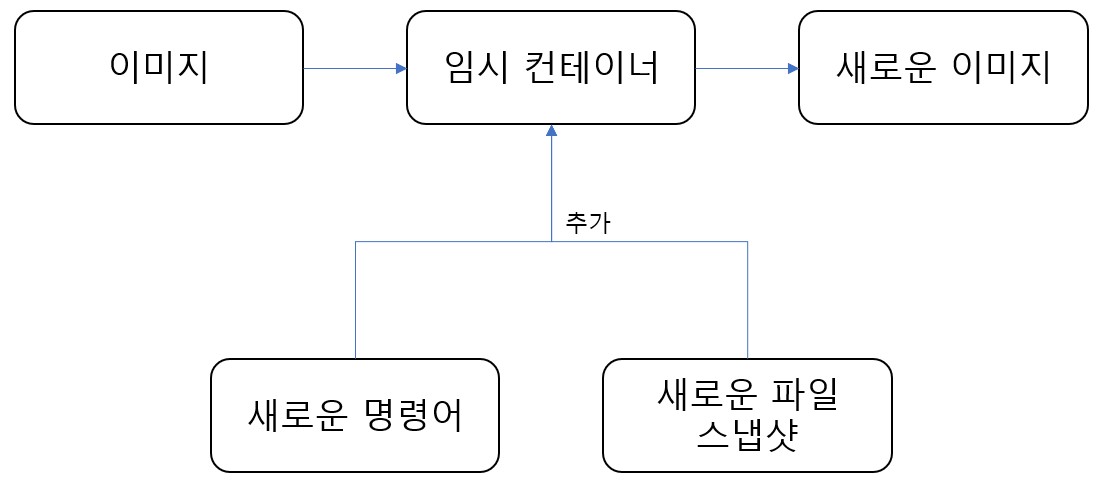 이미지
임시 컨테이너
새로운 이미지
추가
새로운 명령어
새로운 파일
스냅샷